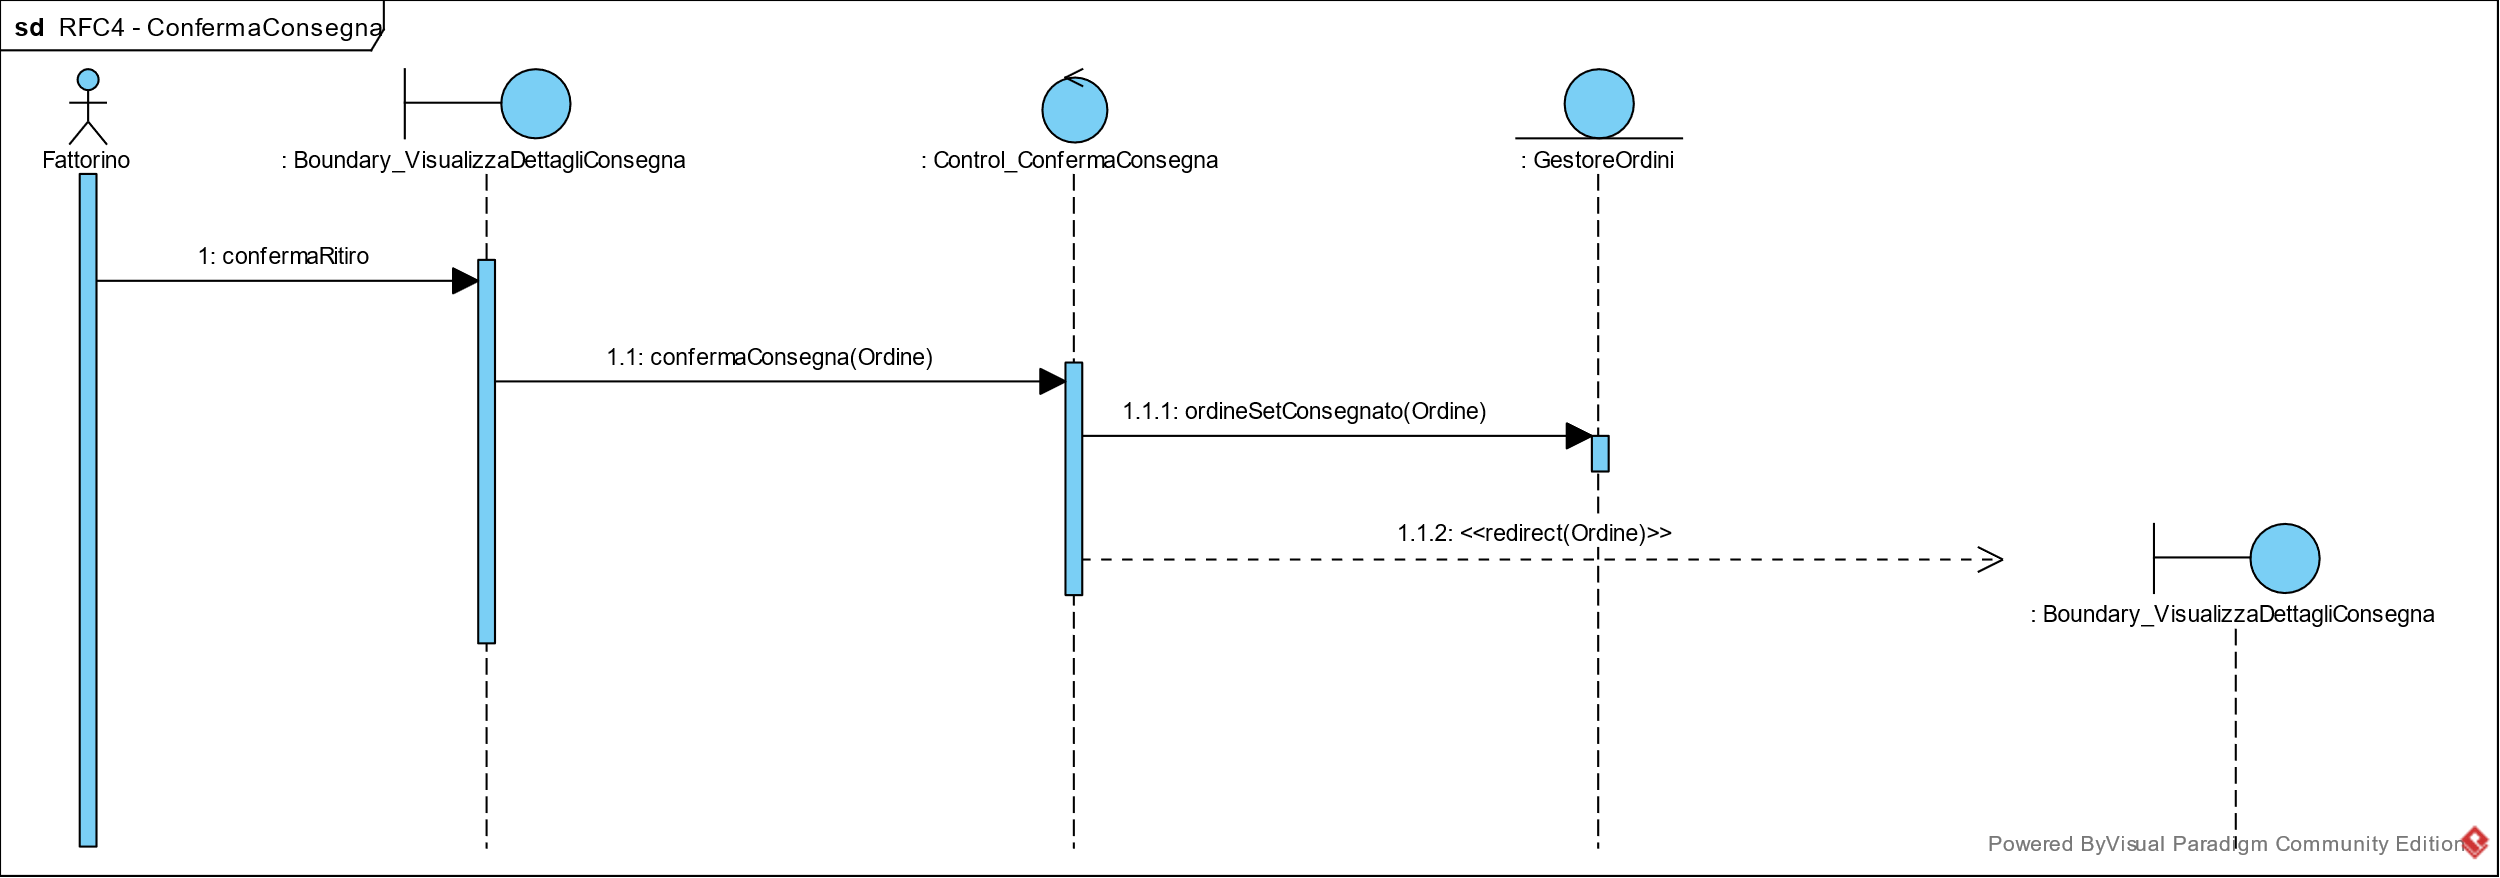 sd RFC4 - ConfermaConsegna
Fattorino
: Boundary_VisualizzaDettagliConsegna
: Control_ConfermaConsegna
: GestoreOrdini
1: confermaRitiro
1.1: confermaConsegna(Ordine)
1.1.1: ordineSetConsegnato(Ordine)
1.1.2: <<redirect(Ordine)>>
: Boundary_VisualizzaDettagliConsegna
Powered ByVisual Paradigm Community Edition